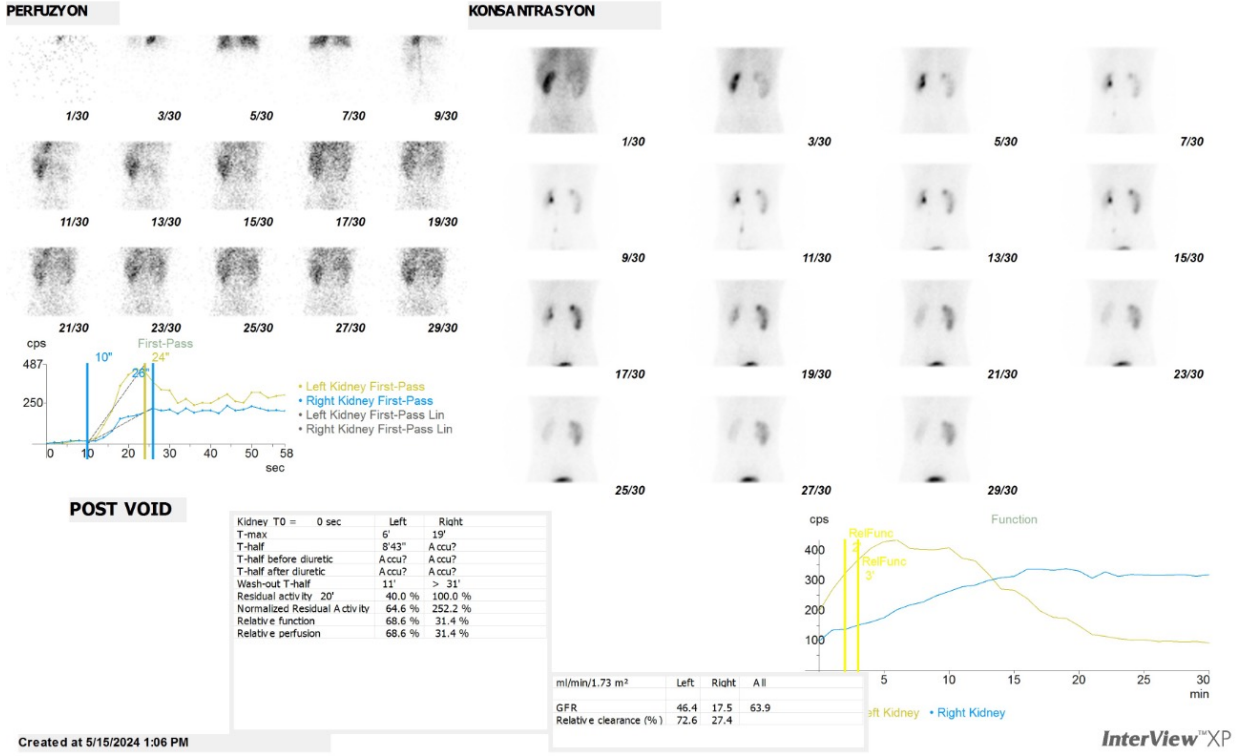 PERFUZYON
KONSANTRASYON
1/30 3/30 5/30 7/30 9/30
11/30 13/30 15/30 17/30 19/30
21/30 23/30 25/30 27/30 29/30
1/30 3/30 5/30 7/30
9/30 11/30 13/30 15/30
17/30 19/30 21/30 23/30
25/30 27/30 29/30
First-Pass
cps
487
250
10" 24"
26"
0 10 20 30 40 50 58
sec
• Left Kidney First-Pass
• Right Kidney First-Pass
• Left Kidney First-Pass Lin
• Right Kidney First-Pass Lin
POST VOID
Kidney T0 = 0 sec Left Right
T-max 6' 19'
T-half 8'43" Accu?
T-half before diuretic Accu? Accu?
T-half after diuretic Accu? Accu?
Wash-out T-half 11' > 31'
Residual activity 20' 40.0 % 100.0 %
Normalized Residual Activity 64.6 % 252.2 %
Relative function 68.6 % 31.4 %
Relative perfusion 68.6 % 31.4 %
Function
cps
400
300
200
100
RelFunc
2'
RelFunc
3'
5 10 15 20 25 30
min
eft Kidney • Right Kidney
ml/min/1.73 m² Left Right All
GFR 46.4 17.5 63.9
Relative clearance (%) 72.6 27.4
Created at 5/15/2024 1:06 PM
InterView™XP